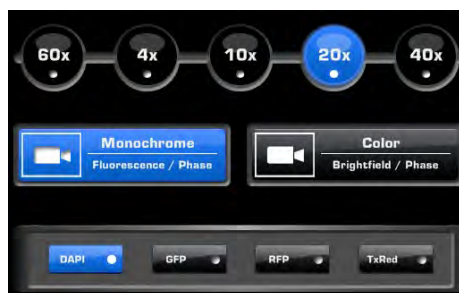 60x 4x 10x 20x 40x
Monochrome
Fluorescence / Phase
Color
Brightfield / Phase
DAPI GFP RFP TxRed